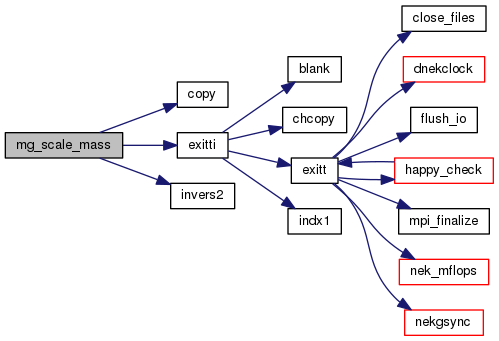 mg_scale_mass
copy
exitti
invers2
blank
chcopy
exitt
indx1
close_files
dnekclock
flush_io
happy_check
mpi_finalize
nek_mflops
nekgsync